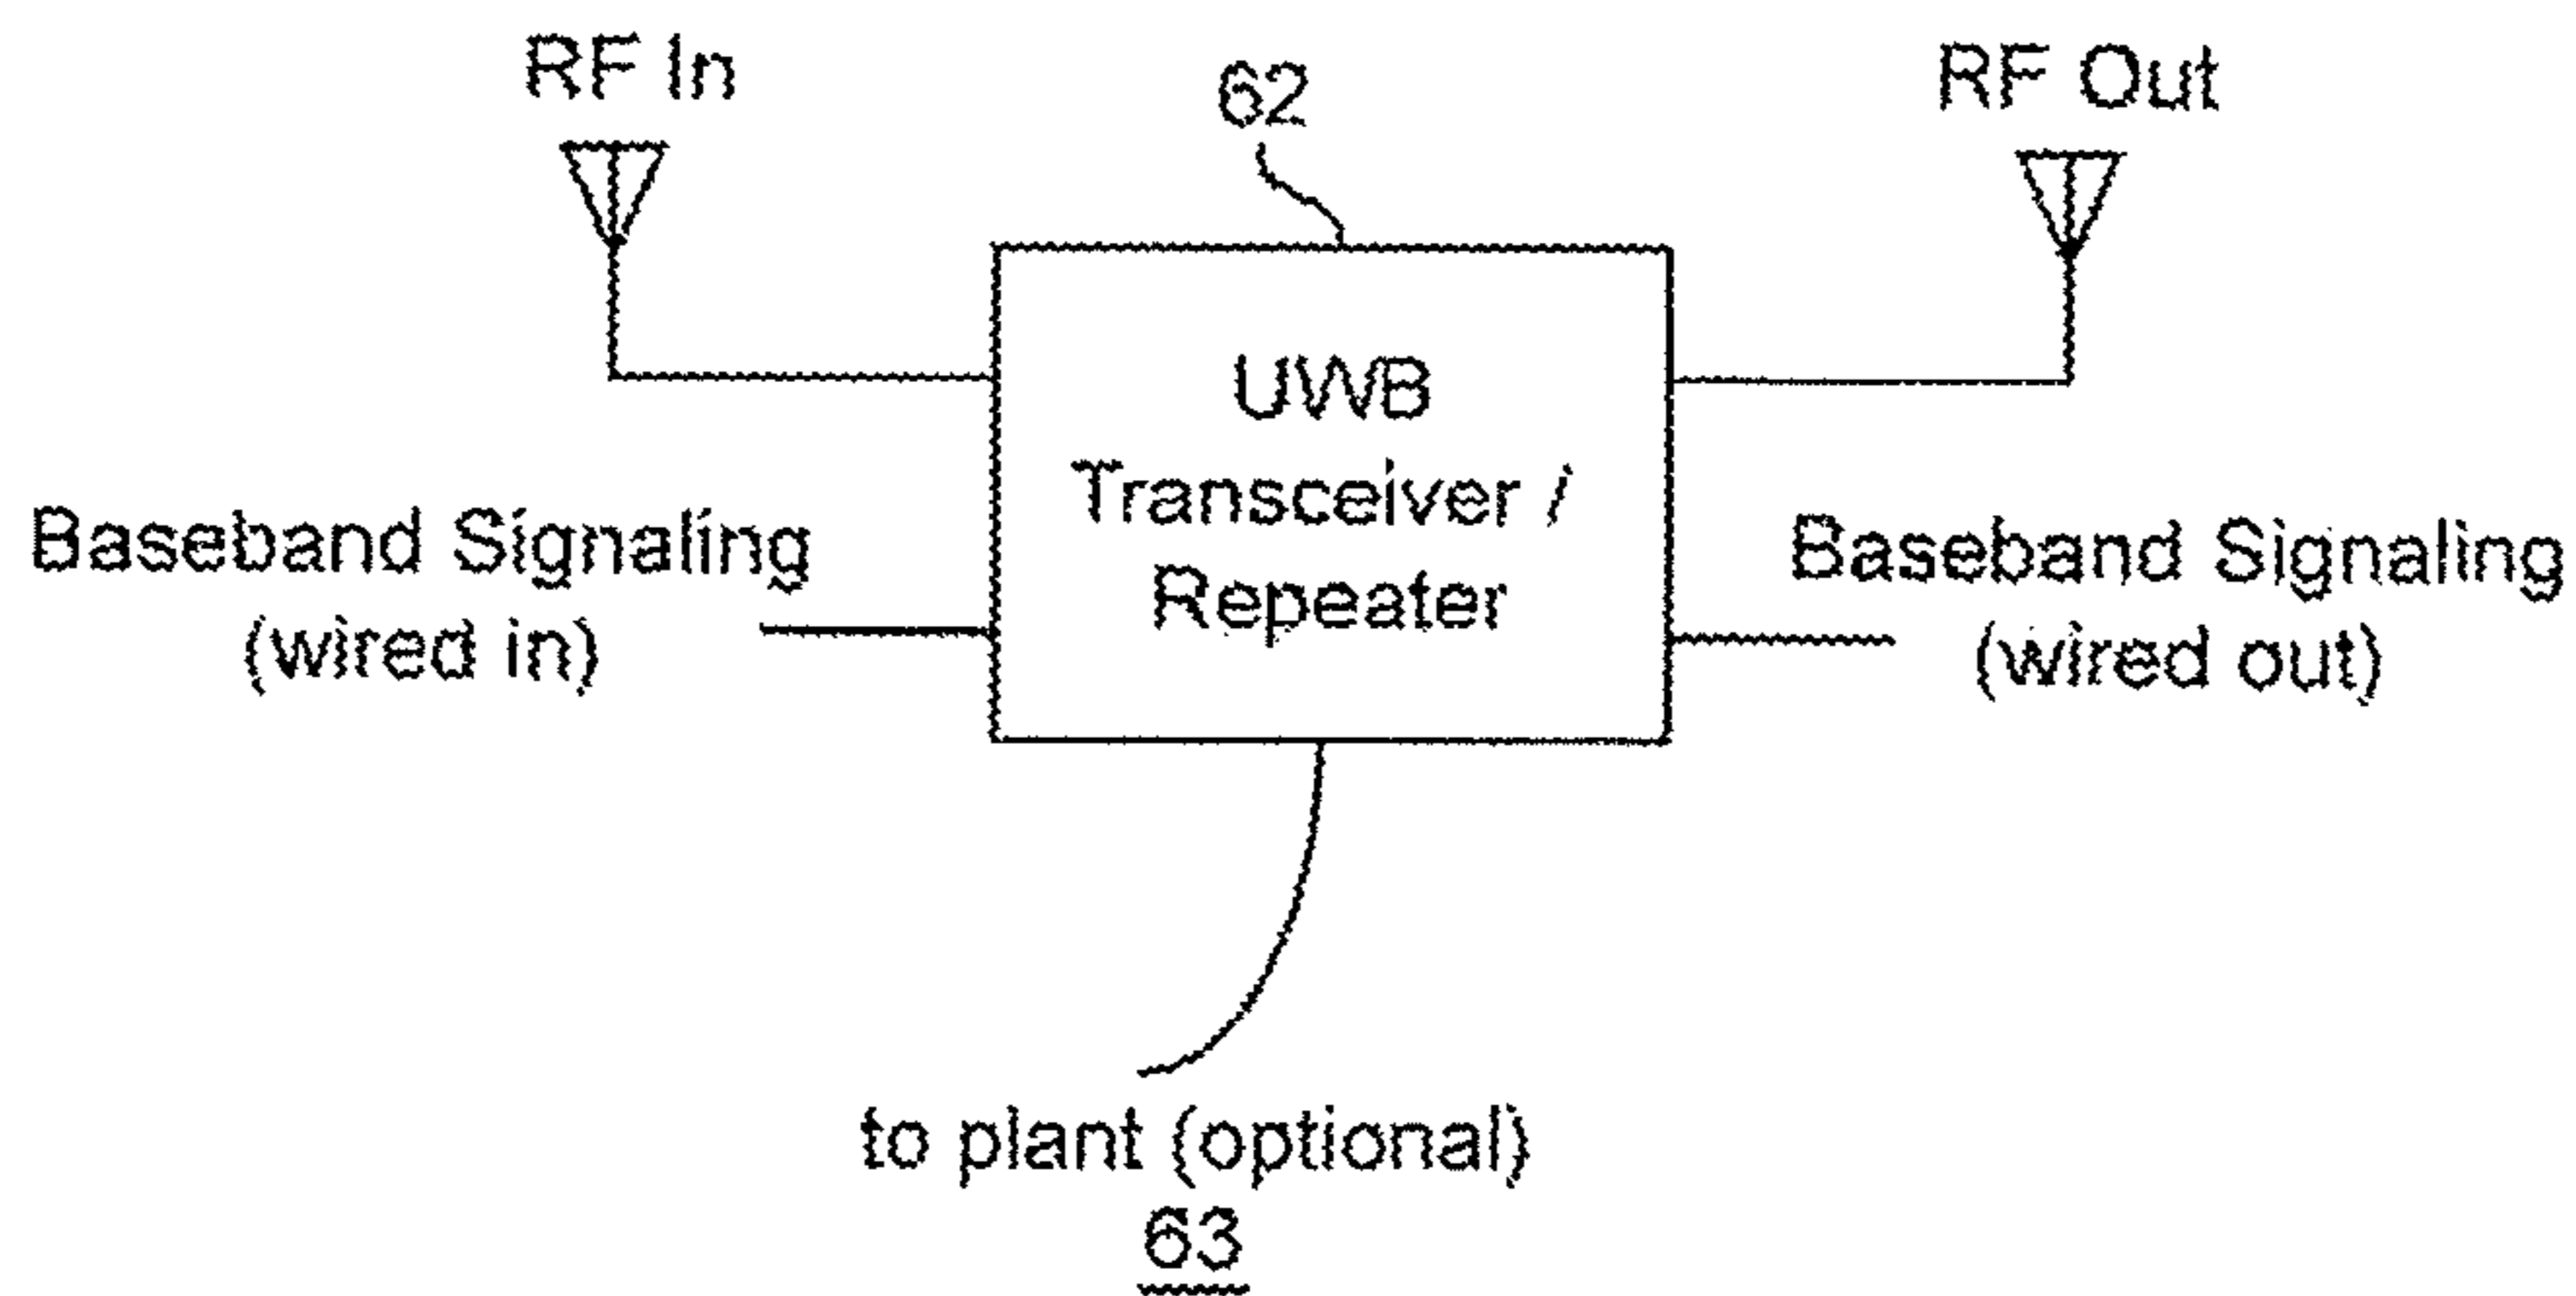 RF In
62
RF Out
UWB
Transceiver /
Repeater
Baseband Signaling
(wired in)
Baseband Signaling
(wired out)
to plant (optional)
63